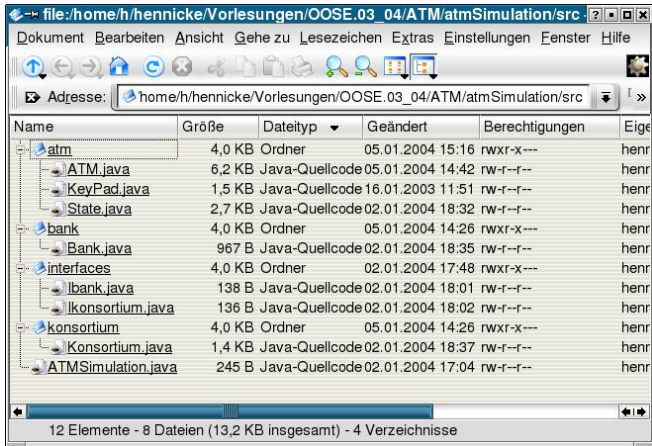 file:/home/h/hennicke/Vorlesungen/OOSE.03_04/ATM/atmSimulation/src -
Dokument Bearbeiten Ansicht Gehe zu Lesezeichen Extras Einstellungen Fenster Hilfe
Adresse: home/h/hennicke/Vorlesungen/OOSE.03_04/ATM/atmSimulation/src
Name Größe Dateityp Geändert Berechtigungen Eige
atm 4,0 KB Ordner 05.01.2004 15:16 rwxr-x--- henr
ATM.java 6,2 KB Java-Quellcode 05.01.2004 14:42 rw-r--r-- henr
KeyPad.java 1,5 KB Java-Quellcode 16.01.2003 11:51 rw-r--r-- henr
State.java 2,7 KB Java-Quellcode 02.01.2004 18:32 rw-r--r-- henr
bank 4,0 KB Ordner 05.01.2004 14:26 rwxr-x--- henr
Bank.java 967 B Java-Quellcode 02.01.2004 18:35 rw-r--r-- henr
interfaces 4,0 KB Ordner 02.01.2004 17:48 rwxr-x--- henr
Ibank.java 138 B Java-Quellcode 02.01.2004 18:01 rw-r--r-- henr
Ikonsortium.java 136 B Java-Quellcode 02.01.2004 18:02 rw-r--r-- henr
konsortium 4,0 KB Ordner 05.01.2004 14:26 rwxr-x--- henr
Konsortium.java 1,4 KB Java-Quellcode 02.01.2004 18:37 rw-r--r-- henr
ATMSimulation.java 245 B Java-Quellcode 02.01.2004 17:04 rw-r--r-- henr
12 Elemente - 8 Dateien (13,2 KB insgesamt) - 4 Verzeichnisse